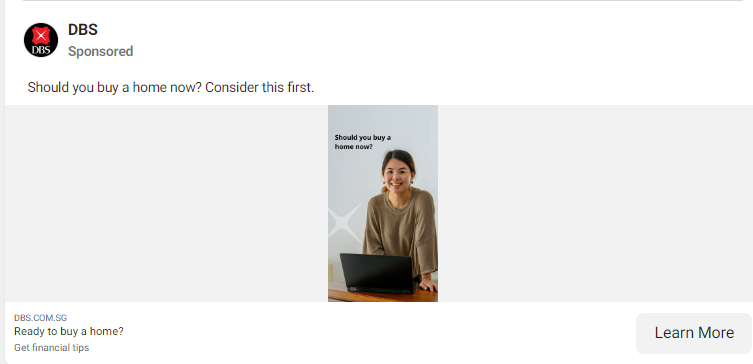 DBS
DBS
Sponsored
Should you buy a home now? Consider this first.
Should you buy a
home now?
DBS.COM.SG
Ready to buy a home?
Get financial tips
Learn More